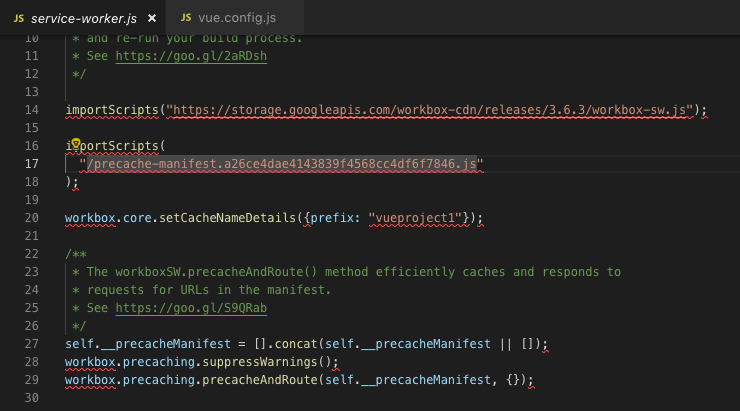 JS service-worker.js ×
JS vue.config.js
10 * and re-run your build process.
11 * See https://goo.gl/2aRDsh
12 */
13
14 importScripts("https://storage.googleapis.com/workbox-cdn/releases/3.6.3/workbox-sw.js");
15
16 importScripts(
17 "/precache-manifest.a26ce4dae4143839f4568cc4df6f7846.js"
18 );
19
20 workbox.core.setCacheNameDetails({prefix: "vueproject1"});
21
22 /**
23 * The workboxSW.precacheAndRoute() method efficiently caches and responds to
24 * requests for URLs in the manifest.
25 * See https://goo.gl/S9QRab
26 */
27 self.__precacheManifest = [].concat(self.__precacheManifest || []);
28 workbox.precaching.suppressWarnings();
29 workbox.precaching.precacheAndRoute(self.__precacheManifest, {});
30